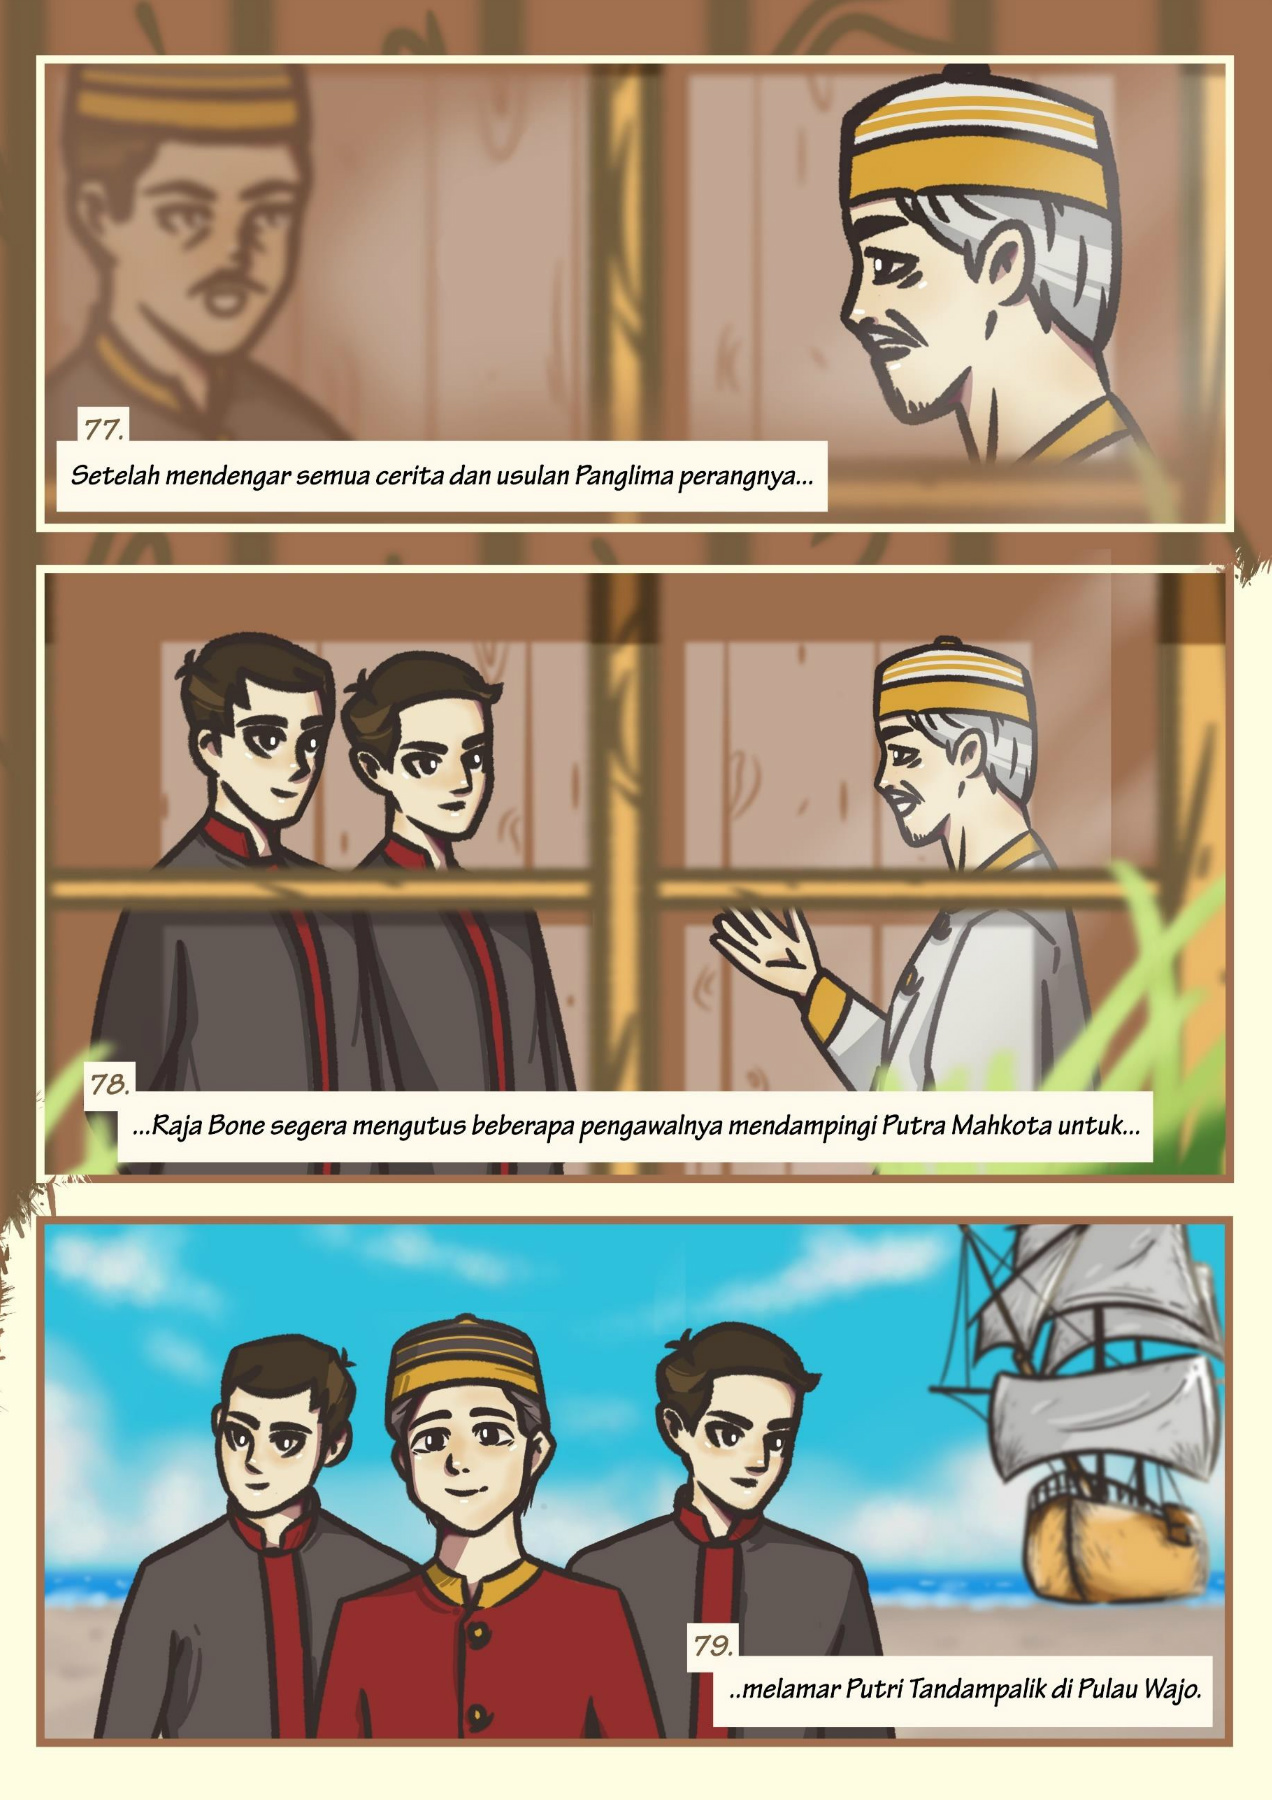 77.
Setelah mendengar semua cerita dan usulan Panglima perangnya...
78.
...Raja Bone segera mengutus beberapa pengawalnya mendampingi Putra Mahkota untuk...
79.
..melamar Putri Tandampalik di Pulau Wajo.